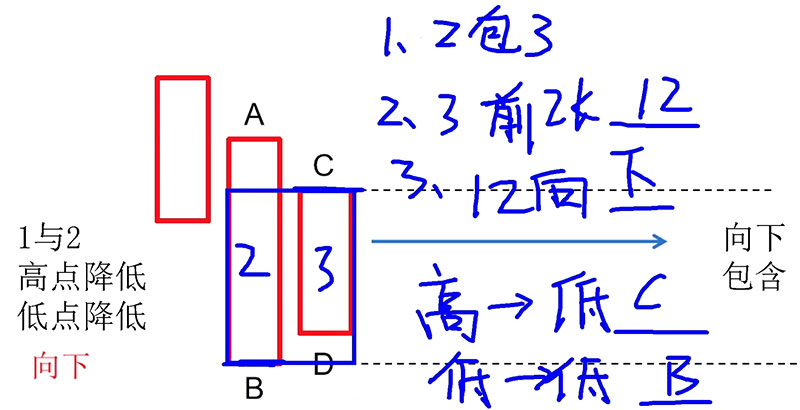 1、2包3
2、3前2K 12
3、12向下
A
C
2
3
1与2
高点降低
低点降低
向下
向下
包含
高→低C
低→低 B
D
B